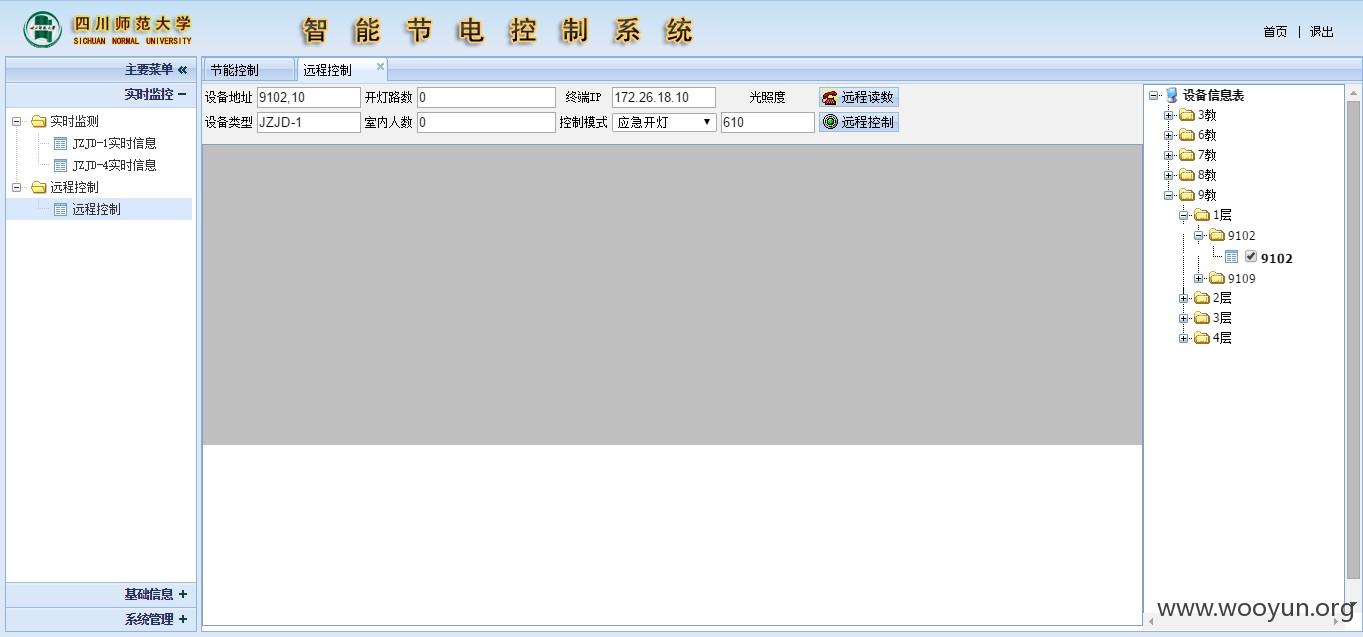 四川师范大学
SICHUAN NORMAL UNIVERSITY
智能节电控制系统
首页 | 退出
主要菜单
实时监控
实时监测
JZJD-1实时信息
JZJD-4实时信息
远程控制
远程控制
基础信息
系统管理
节能控制 远程控制
设备地址 9102,10 开灯路数 0 终端IP 172.26.18.10 光照度 远程读数
设备类型 JZJD-1 室内人数 0 控制模式 应急开灯 610 远程控制
设备信息表
3教
6教
7教
8教
9教
1层
9102
9102
9109
2层
3层
4层
www.wooyun.org